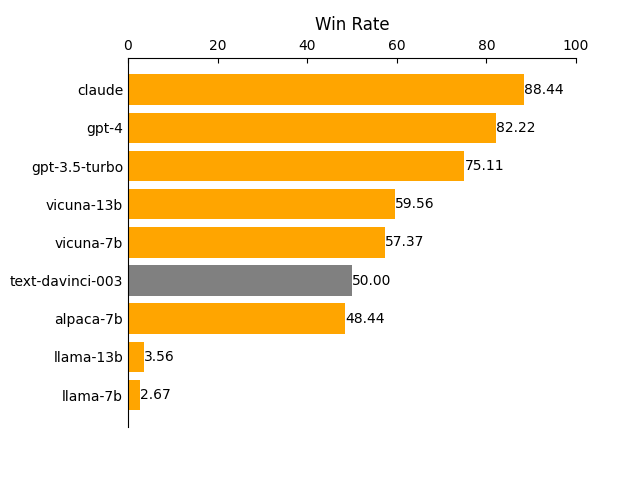 Win Rate
0 20 40 60 80 100
claude 88.44
gpt-4 82.22
gpt-3.5-turbo 75.11
vicuna-13b 59.56
vicuna-7b 57.37
text-davinci-003 50.00
alpaca-7b 48.44
llama-13b 3.56
llama-7b 2.67